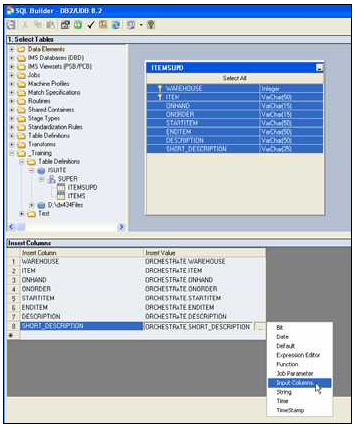 SQL Builder - DB2/UDB 8.2
1. Select Tables
Data Elements
IMS Databases (DBD)
IMS Viewsets (PSB/PCB)
Jobs
Machine Profiles
Match Specifications
Routines
Shared Containers
Stage Types
Standardization Rules
Table Definitions
Transforms
_Training
Table Definitions
ISUITE
SUPER
ITEMSUPD
ITEMS
D:\dx434Files
Test
ITEMSUPD
Select All
WAREHOUSE Integer
ITEM VarChar(50)
ONHAND VarChar(15)
ONORDER VarChar(15)
STARTITEM VarChar(50)
ENDITEM VarChar(50)
DESCRIPTION VarChar(50)
SHORT_DESCRIPTION VarChar(25)
Insert Columns
Insert Column Insert Value
1 WAREHOUSE ORCHESTRATE.WAREHOUSE
2 ITEM ORCHESTRATE.ITEM
3 ONHAND ORCHESTRATE.ONHAND
4 ONORDER ORCHESTRATE.ONORDER
5 STARTITEM ORCHESTRATE.STARTITEM
6 ENDITEM ORCHESTRATE.ENDITEM
7 DESCRIPTION ORCHESTRATE.DESCRIPTION
8 SHORT_DESCRIPTION ORCHESTRATE.SHORT_DESCRIPTION ...
Bit
Date
Default
Expression Editor
Function
Job Parameter
Input Columns...
String
Time
TimeStamp